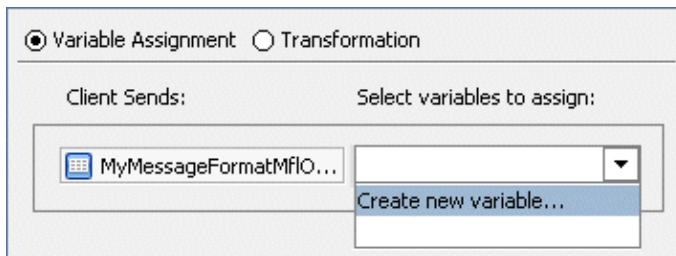 Variable Assignment Transformation
Client Sends: Select variables to assign:
MyMessageFormatMflO...
Create new variable...